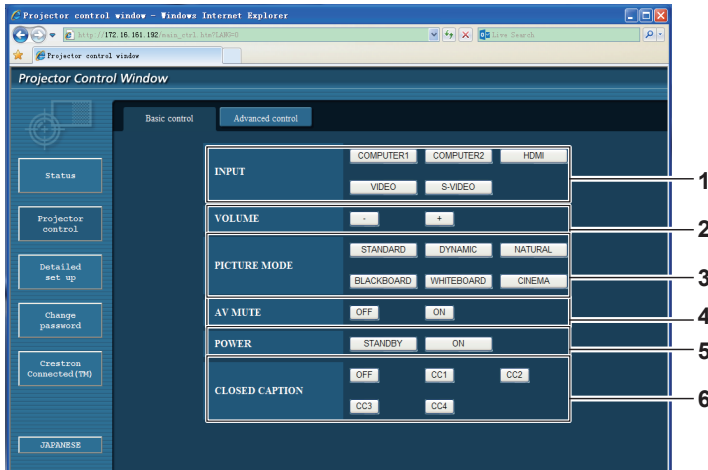 Projector control window - Windows Internet Explorer
http://172.16.161.192/main_ctrl.htm?LANG=0
Live Search
Projector control window
Projector Control Window
Basic control
Advanced control
Status
Projector
control
Detailed
set up
Change
password
Crestron
Connected(TM)
JAPANESE
INPUT
COMPUTER1 COMPUTER2 HDMI
VIDEO S-VIDEO
1
VOLUME - + 2
PICTURE MODE
STANDARD DYNAMIC NATURAL
BLACKBOARD WHITEBOARD CINEMA
3
AV MUTE OFF ON 4
POWER STANDBY ON 5
CLOSED CAPTION
OFF CC1 CC2
CC3 CC4
6